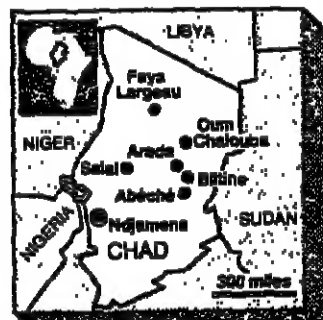 LIBYA
Faya
Largeau
Oum
Chalouba
NIGER
Arada
Salal
Biltine
Abéché
NIGERIA
Ndjamena
SUDAN
CHAD
300 miles